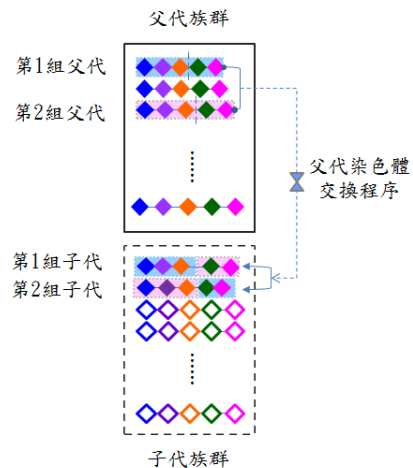 父代族群
第1組父代
第2組父代
父代染色體
交換程序
第1組子代
第2組子代
子代族群